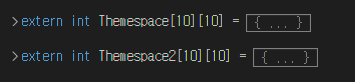 >extern int Themespace[10][10] = { ... }
>extern int Themespace2[10][10] = { ... }